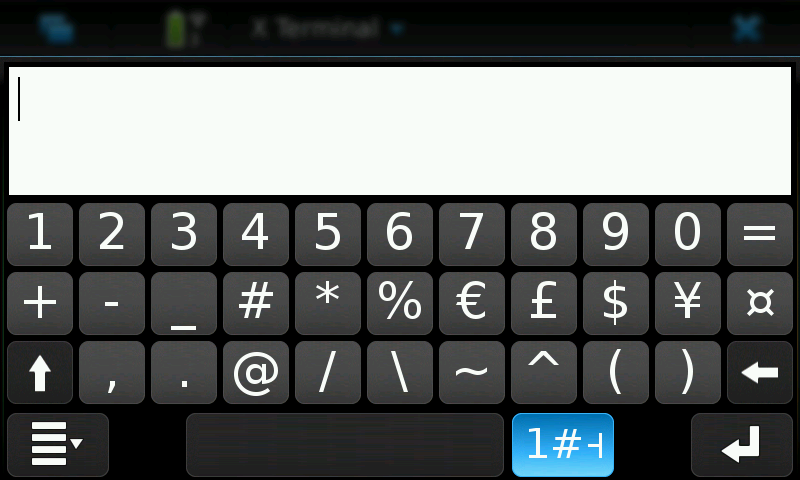 X Terminal
1 2 3 4 5 6 7 8 9 0 =
+ - _ # * % € £ $ ¥ ¤
, . @ / \ ~ ^ ( )
1#+